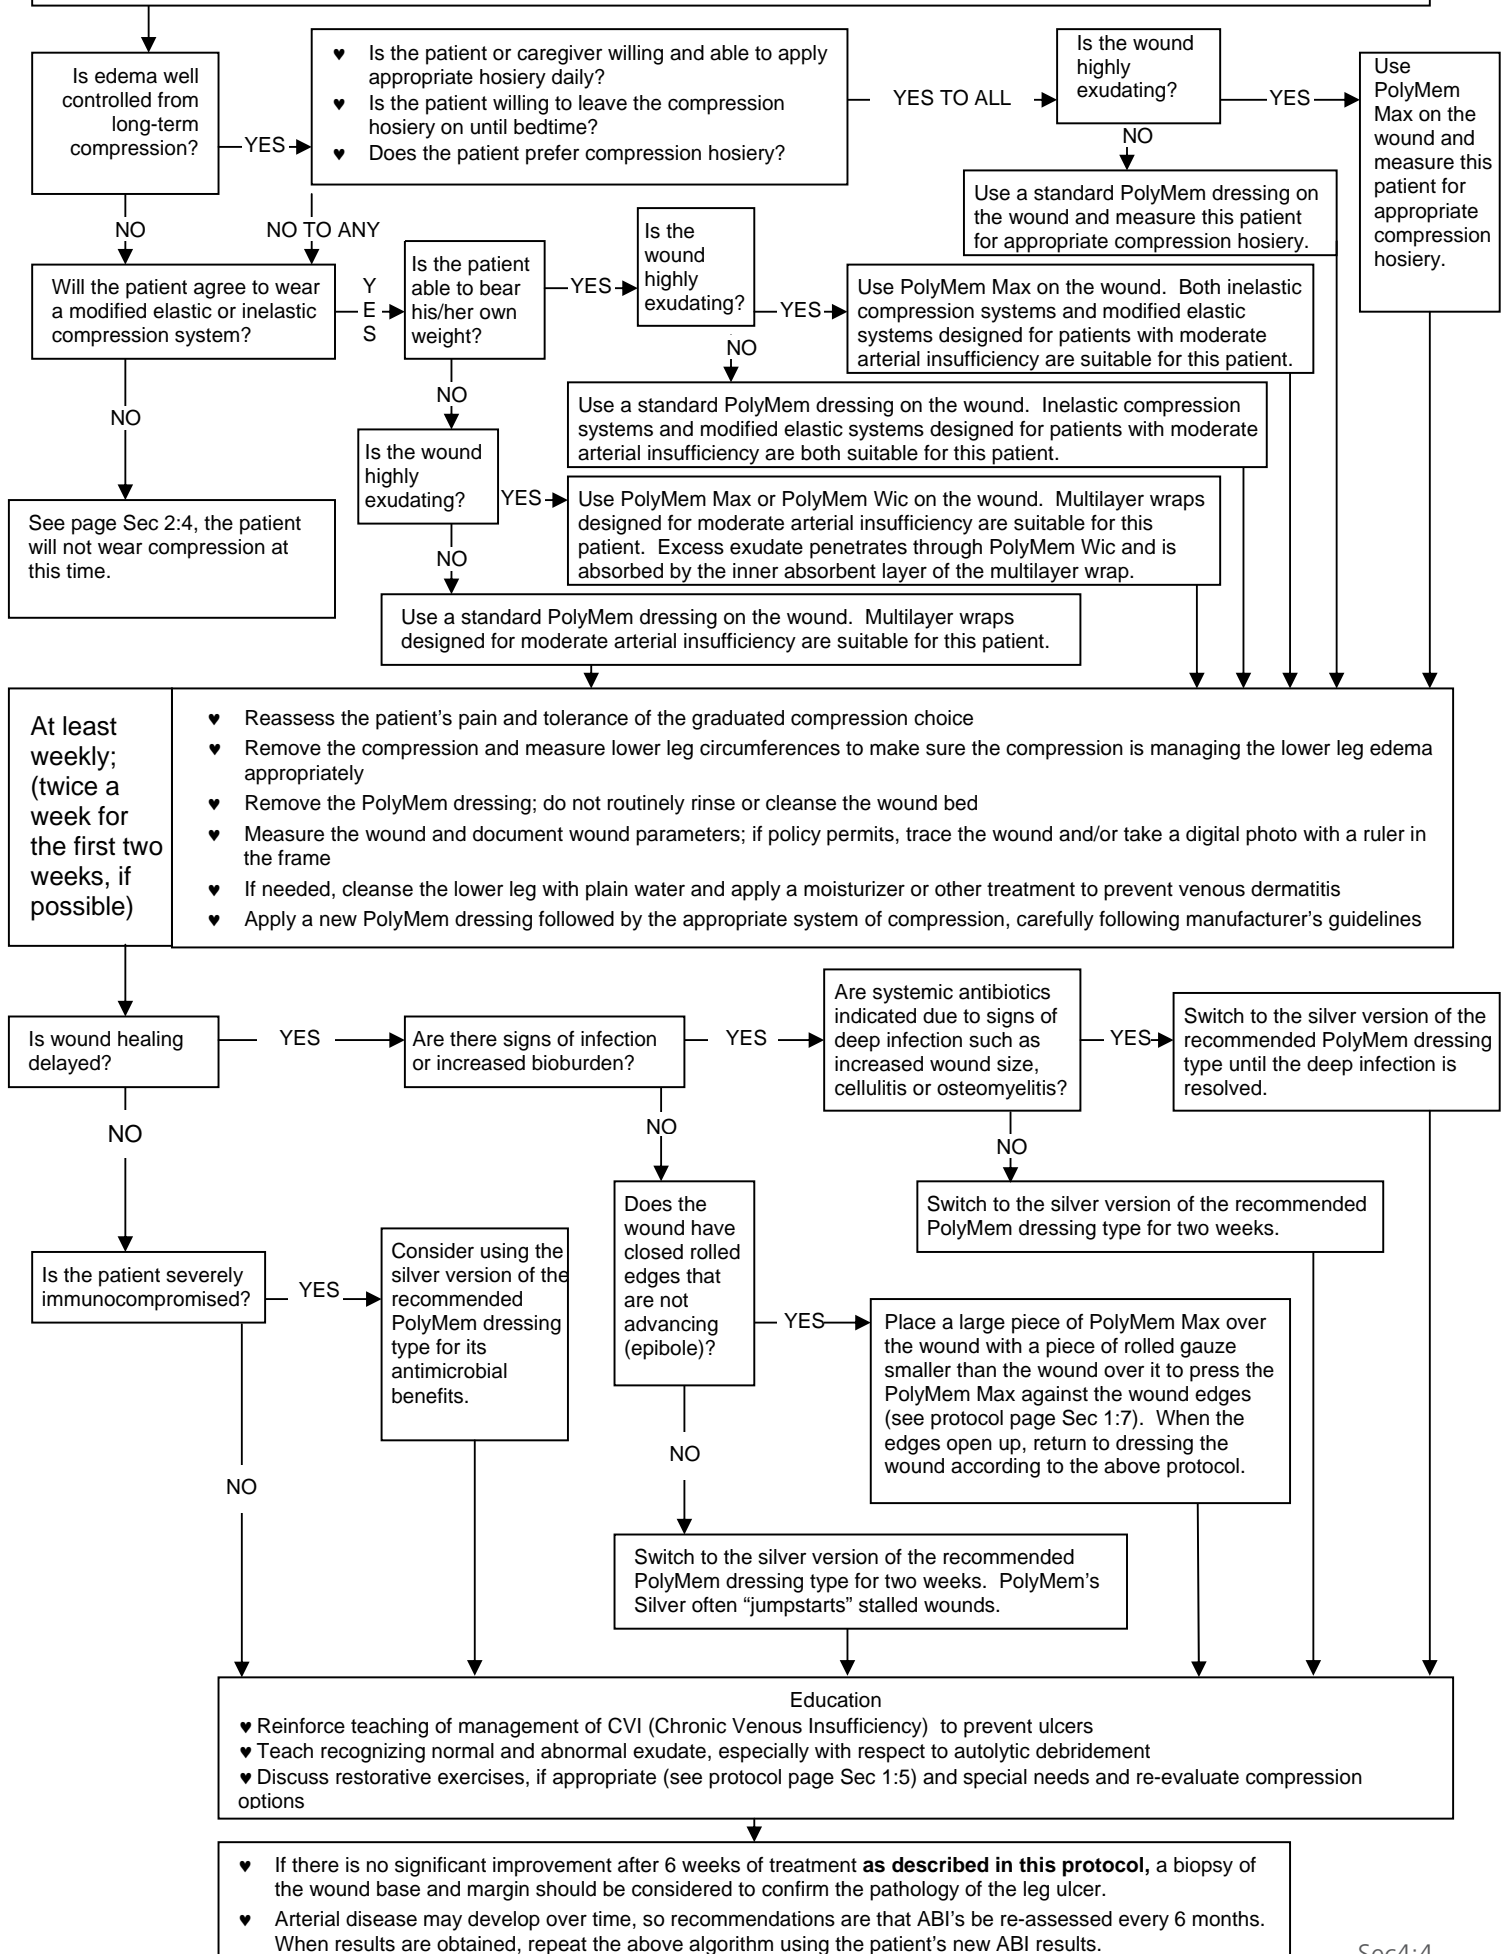 Is edema well
controlled from
long-term
compression?
YES
♥ Is the patient or caregiver willing and able to apply
appropriate hosiery daily?
♥ Is the patient willing to leave the compression
hosiery on until bedtime?
♥ Does the patient prefer compression hosiery?
YES TO ALL
Is the wound
highly
exudating?
YES
Use
PolyMem
Max on the
wound and
measure this
patient for
appropriate
compression
hosiery.
NO
Use a standard PolyMem dressing on
the wound and measure this patient
for appropriate compression hosiery.
NO
NO TO ANY
Will the patient agree to wear
a modified elastic or inelastic
compression system?
Y
E
S
Is the patient
able to bear
his/her own
weight?
YES
Is the
wound
highly
exudating?
YES
Use PolyMem Max on the wound. Both inelastic
compression systems and modified elastic
systems designed for patients with moderate
arterial insufficiency are suitable for this patient.
NO
Use a standard PolyMem dressing on the wound. Inelastic compression
systems and modified elastic systems designed for patients with moderate
arterial insufficiency are both suitable for this patient.
NO
NO
Is the wound
highly
exudating?
YES
Use PolyMem Max or PolyMem Wic on the wound. Multilayer wraps
designed for moderate arterial insufficiency are suitable for this
patient. Excess exudate penetrates through PolyMem Wic and is
absorbed by the inner absorbent layer of the multilayer wrap.
See page Sec 2:4, the patient
will not wear compression at
this time.
NO
Use a standard PolyMem dressing on the wound. Multilayer wraps
designed for moderate arterial insufficiency are suitable for this patient.
At least
weekly;
(twice a
week for
the first two
weeks, if
possible)
♥ Reassess the patient's pain and tolerance of the graduated compression choice
♥ Remove the compression and measure lower leg circumferences to make sure the compression is managing the lower leg edema
appropriately
♥ Remove the PolyMem dressing; do not routinely rinse or cleanse the wound bed
♥ Measure the wound and document wound parameters; if policy permits, trace the wound and/or take a digital photo with a ruler in
the frame
♥ If needed, cleanse the lower leg with plain water and apply a moisturizer or other treatment to prevent venous dermatitis
♥ Apply a new PolyMem dressing followed by the appropriate system of compression, carefully following manufacturer's guidelines
Is wound healing
delayed?
YES
Are there signs of infection
or increased bioburden?
YES
Are systemic antibiotics
indicated due to signs of
deep infection such as
increased wound size,
cellulitis or osteomyelitis?
YES
Switch to the silver version of the
recommended PolyMem dressing
type until the deep infection is
resolved.
NO
NO
NO
Switch to the silver version of the recommended
PolyMem dressing type for two weeks.
Does the
wound have
closed rolled
edges that
are not
advancing
(epibole)?
YES
Place a large piece of PolyMem Max over
the wound with a piece of rolled gauze
smaller than the wound over it to press the
PolyMem Max against the wound edges
(see protocol page Sec 1:7). When the
edges open up, return to dressing the
wound according to the above protocol.
Is the patient severely
immunocompromised?
YES
Consider using the
silver version of the
recommended
PolyMem dressing
type for its
antimicrobial
benefits.
NO
NO
Switch to the silver version of the recommended
PolyMem dressing type for two weeks. PolyMem's
Silver often "jumpstarts" stalled wounds.
Education
♥ Reinforce teaching of management of CVI (Chronic Venous Insufficiency) to prevent ulcers
♥ Teach recognizing normal and abnormal exudate, especially with respect to autolytic debridement
♥ Discuss restorative exercises, if appropriate (see protocol page Sec 1:5) and special needs and re-evaluate compression
options
♥ If there is no significant improvement after 6 weeks of treatment as described in this protocol, a biopsy of
the wound base and margin should be considered to confirm the pathology of the leg ulcer.
♥ Arterial disease may develop over time, so recommendations are that ABI's be re-assessed every 6 months.
When results are obtained, repeat the above algorithm using the patient's new ABI results.
Sec4:4